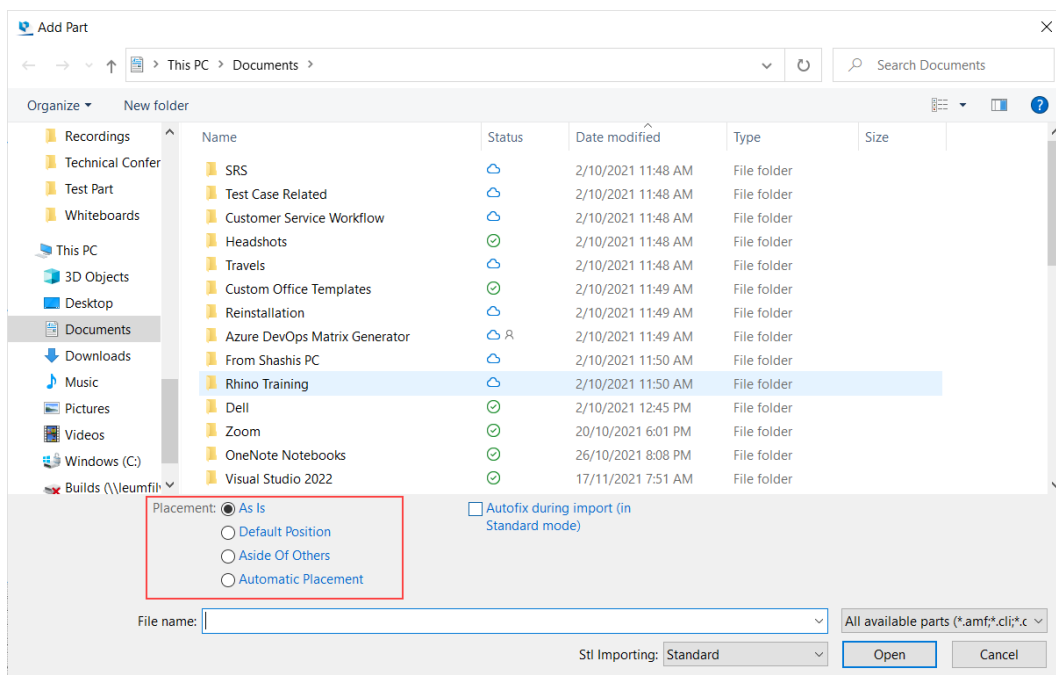 Add Part
This PC > Documents >
Search Documents
Organize
New folder
Recordings
Technical Confer
Test Part
Whiteboards
This PC
3D Objects
Desktop
Documents
Downloads
Music
Pictures
Videos
Windows (C:)
Builds (\\leumfil
Name Status Date modified Type Size
SRS 2/10/2021 11:48 AM File folder
Test Case Related 2/10/2021 11:48 AM File folder
Customer Service Workflow 2/10/2021 11:48 AM File folder
Headshots 2/10/2021 11:48 AM File folder
Travels 2/10/2021 11:48 AM File folder
Custom Office Templates 2/10/2021 11:49 AM File folder
Reinstallation 2/10/2021 11:49 AM File folder
Azure DevOps Matrix Generator 2/10/2021 11:49 AM File folder
From Shashis PC 2/10/2021 11:50 AM File folder
Rhino Training 2/10/2021 11:50 AM File folder
Dell 2/10/2021 12:45 PM File folder
Zoom 20/10/2021 6:01 PM File folder
OneNote Notebooks 26/10/2021 8:08 PM File folder
Visual Studio 2022 17/11/2021 7:51 AM File folder
Placement: As Is
Default Position
Aside Of Others
Automatic Placement
Autofix during import (in
Standard mode)
File name:
All available parts (*.amf;*.cli;*.c
Stl Importing: Standard
Open
Cancel